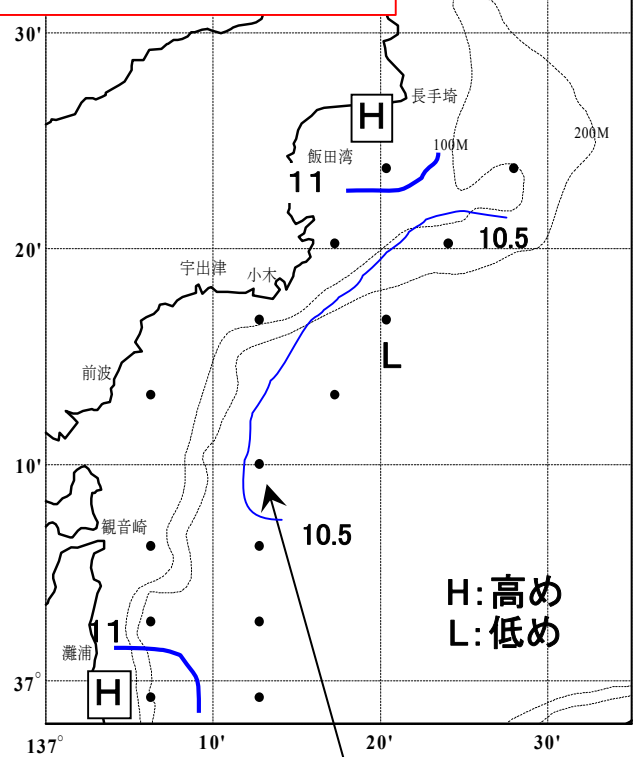 30'
長手埼
H
200M
100M
飯田湾
11
10.5
20'
宇出津
小木
L
前波
10'
観音崎
10.5
H:高め
L:低め
11
灘浦
H
37°
137°
10'
20'
30'